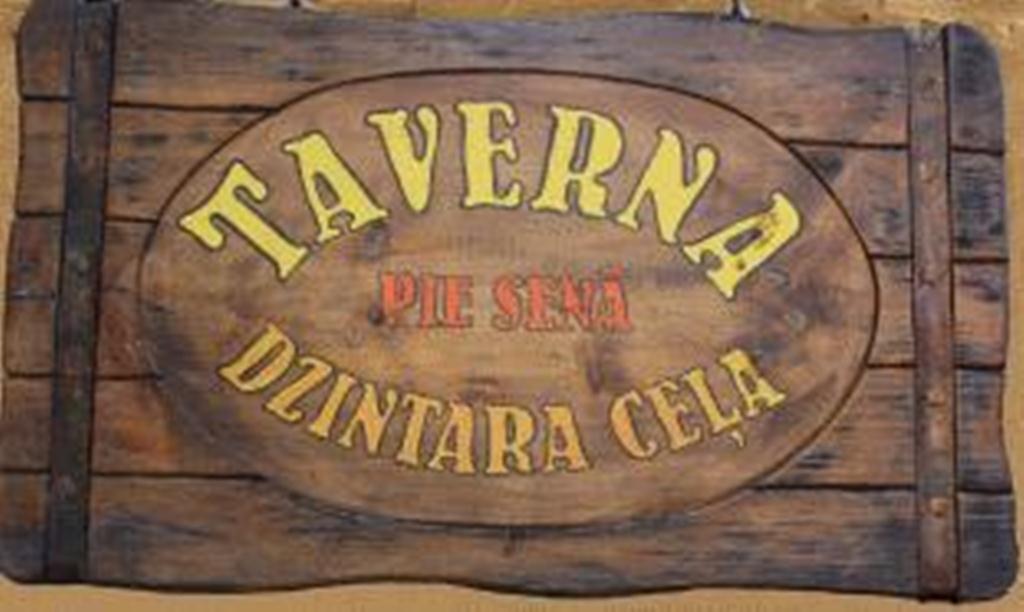 TAVERNA
PIE SENĀ
DZINTARA CEĻA